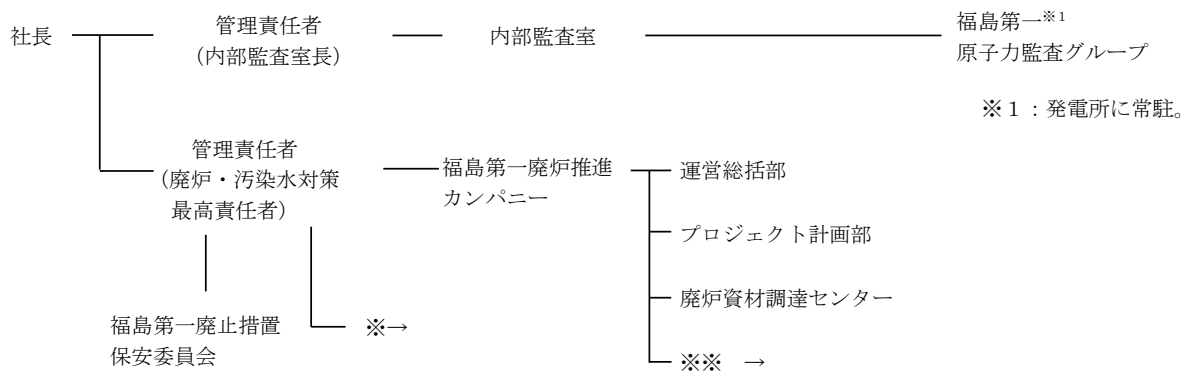 社長
管理責任者
(内部監査室長)
内部監査室
福島第一※1
原子力監査グループ
※1:発電所に常駐。
管理責任者
(廃炉・汚染水対策
最高責任者)
福島第一廃炉推進
カンパニー
運営総括部
プロジェクト計画部
廃炉資材調達センター
※※ →
福島第一廃止措置
保安委員会
※→